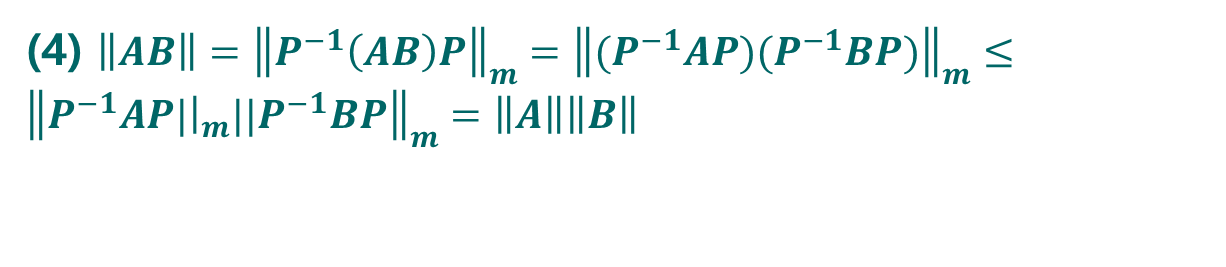 (4) ‖AB‖ = ‖P⁻¹(AB)P‖ₘ = ‖(P⁻¹AP)(P⁻¹BP)‖ₘ ≤
‖P⁻¹AP||ₘ||P⁻¹BP‖ₘ = ‖A‖‖B‖